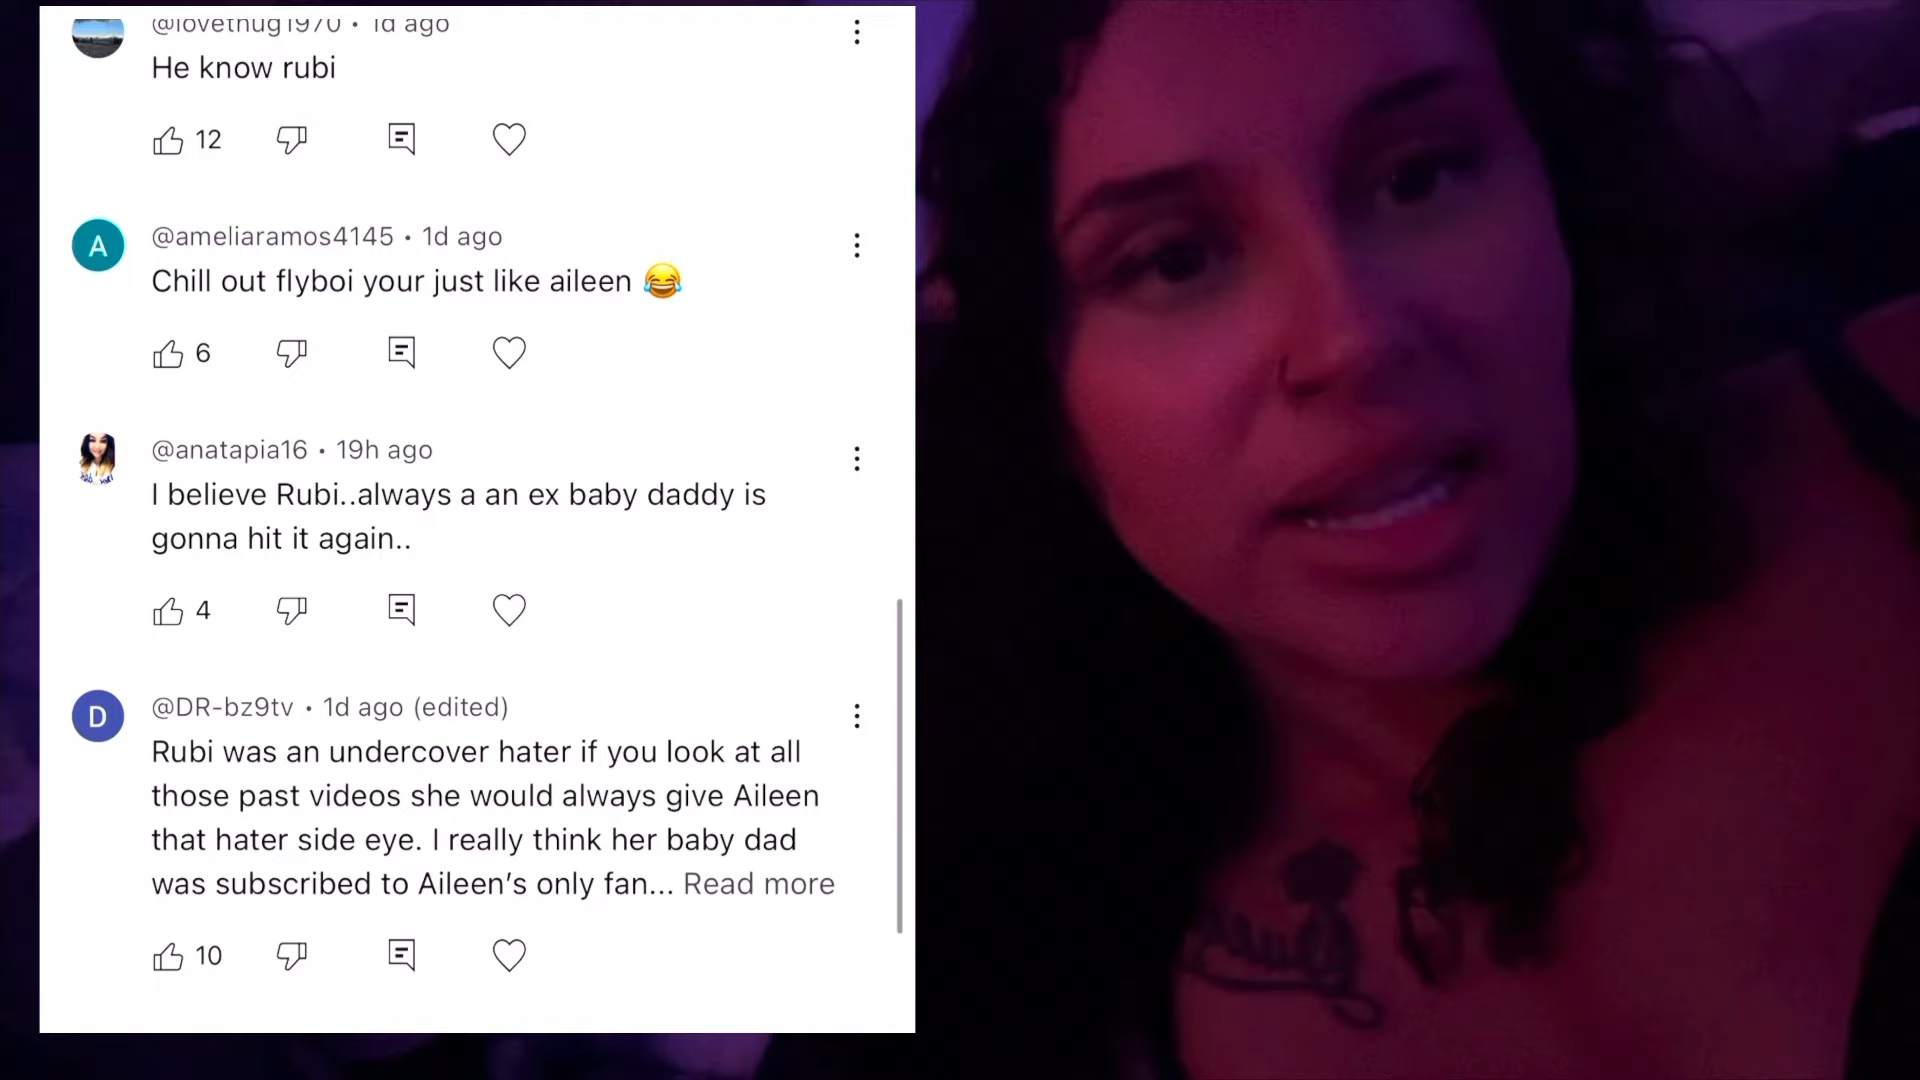 @lovethug1970 • 1d ago
He know rubi
12
A
@ameliaramos4145 • 1d ago
Chill out flyboi your just like aileen 😂
6
@anatapia16 • 19h ago
I believe Rubi..always a an ex baby daddy is
gonna hit it again..
4
D
@DR-bz9tv • 1d ago (edited)
Rubi was an undercover hater if you look at all
those past videos she would always give Aileen
that hater side eye. I really think her baby dad
was subscribed to Aileen's only fan... Read more
10